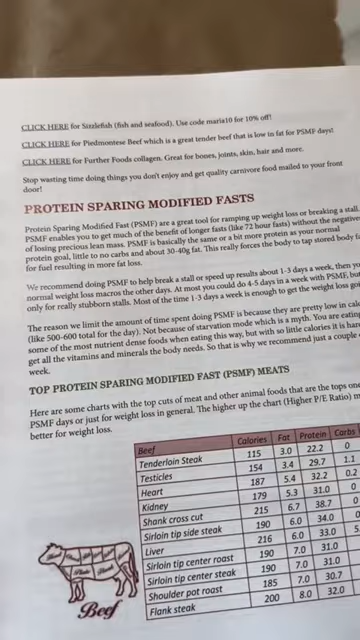 CLICK HERE for Sizzlefish (fish and seafood). Use code maria10 for 10% off!
CLICK HERE for Piedmontese Beef which is a great tender beef that is low in fat for PSMF days!
CLICK HERE for Further Foods collagen. Great for bones, joints, skin, hair and more.
Stop wasting time doing things you don't enjoy and get quality carnivore food mailed to your front
door!
PROTEIN SPARING MODIFIED FASTS
Protein Sparing Modified Fast (PSMF) are a great tool for ramping up weight loss or breaking a stall.
PSMF enables you to get much of the benefit of longer fasts (like 72 hour fasts) without the negative
of losing precious lean mass. PSMF is basically the same or a bit more protein as your normal
protein goal, little to no carbs and about 30-40g fat. This really forces the body to tap stored body
for fuel resulting in more fat loss.
We recommend doing PSMF to help break a stall or speed up results about 1-3 days a week, then
normal weight loss macros the other days. At most you could do 4-5 days in a week with PSMF, but
only for really stubborn stalls. Most of the time 1-3 days a week is enough to get the weight loss
The reason we limit the amount of time spent doing PSMF is because they are pretty low in
(like 500-600 total for the day). Not because of starvation mode which is a myth. You are eating
some of the most nutrient dense foods when eating this way, but with so little calories it is
get all the vitamins and minerals the body needs. So that is why we recommend just a couple
week.
TOP PROTEIN SPARING MODIFIED FAST (PSMF) MEATS
Here are some charts with the top cuts of meat and other animal foods that are the tops
PSMF days or just for weight loss in general. The higher up the chart (Higher P/E Ratio)
better for weight loss.
Beef Calories Fat Protein Carbs
Tenderloin Steak 115 3.0 22.2 0
Testicles 154 3.4 29.7 1.1
Heart 187 5.4 32.2 0.2
Kidney 179 5.3 31.0 0
Shank cross cut 215 6.7 38.7 0
Sirloin tip side steak 190 6.0 34.0
Liver 216 6.0 33.0
Sirloin tip center roast 190 7.0 31.0
Sirloin tip center steak 190 7.0 31.0
Shoulder pot roast 185 7.0 30.7
Flank steak 200 8.0 32.0
Beef